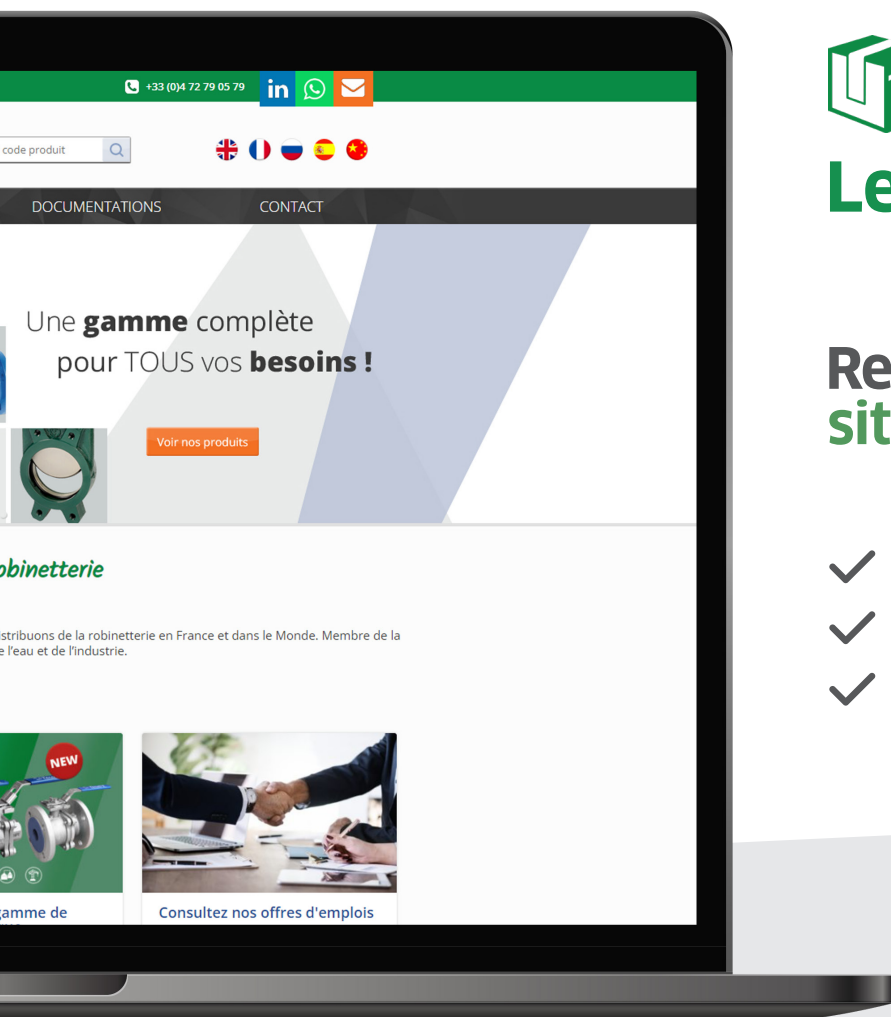 +33 (0)4 72 79 05 79
in
code produit
DOCUMENTATIONS
CONTACT
Une gamme complète
pour TOUS vos besoins !
Voir nos produits
obinetterie
istribuons de la robinetterie en France et dans le Monde. Membre de la
e l'eau et de l'industrie.
NEW
gamme de
Consultez nos offres d'emplois
Le
Re
sit